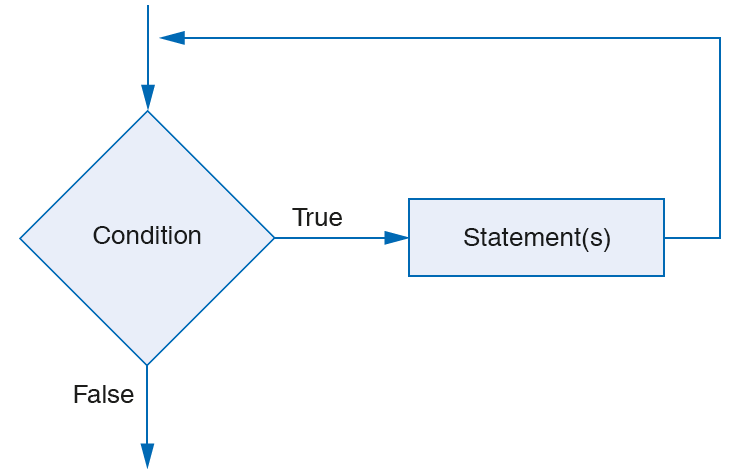 True
Condition
Statement(s)
False